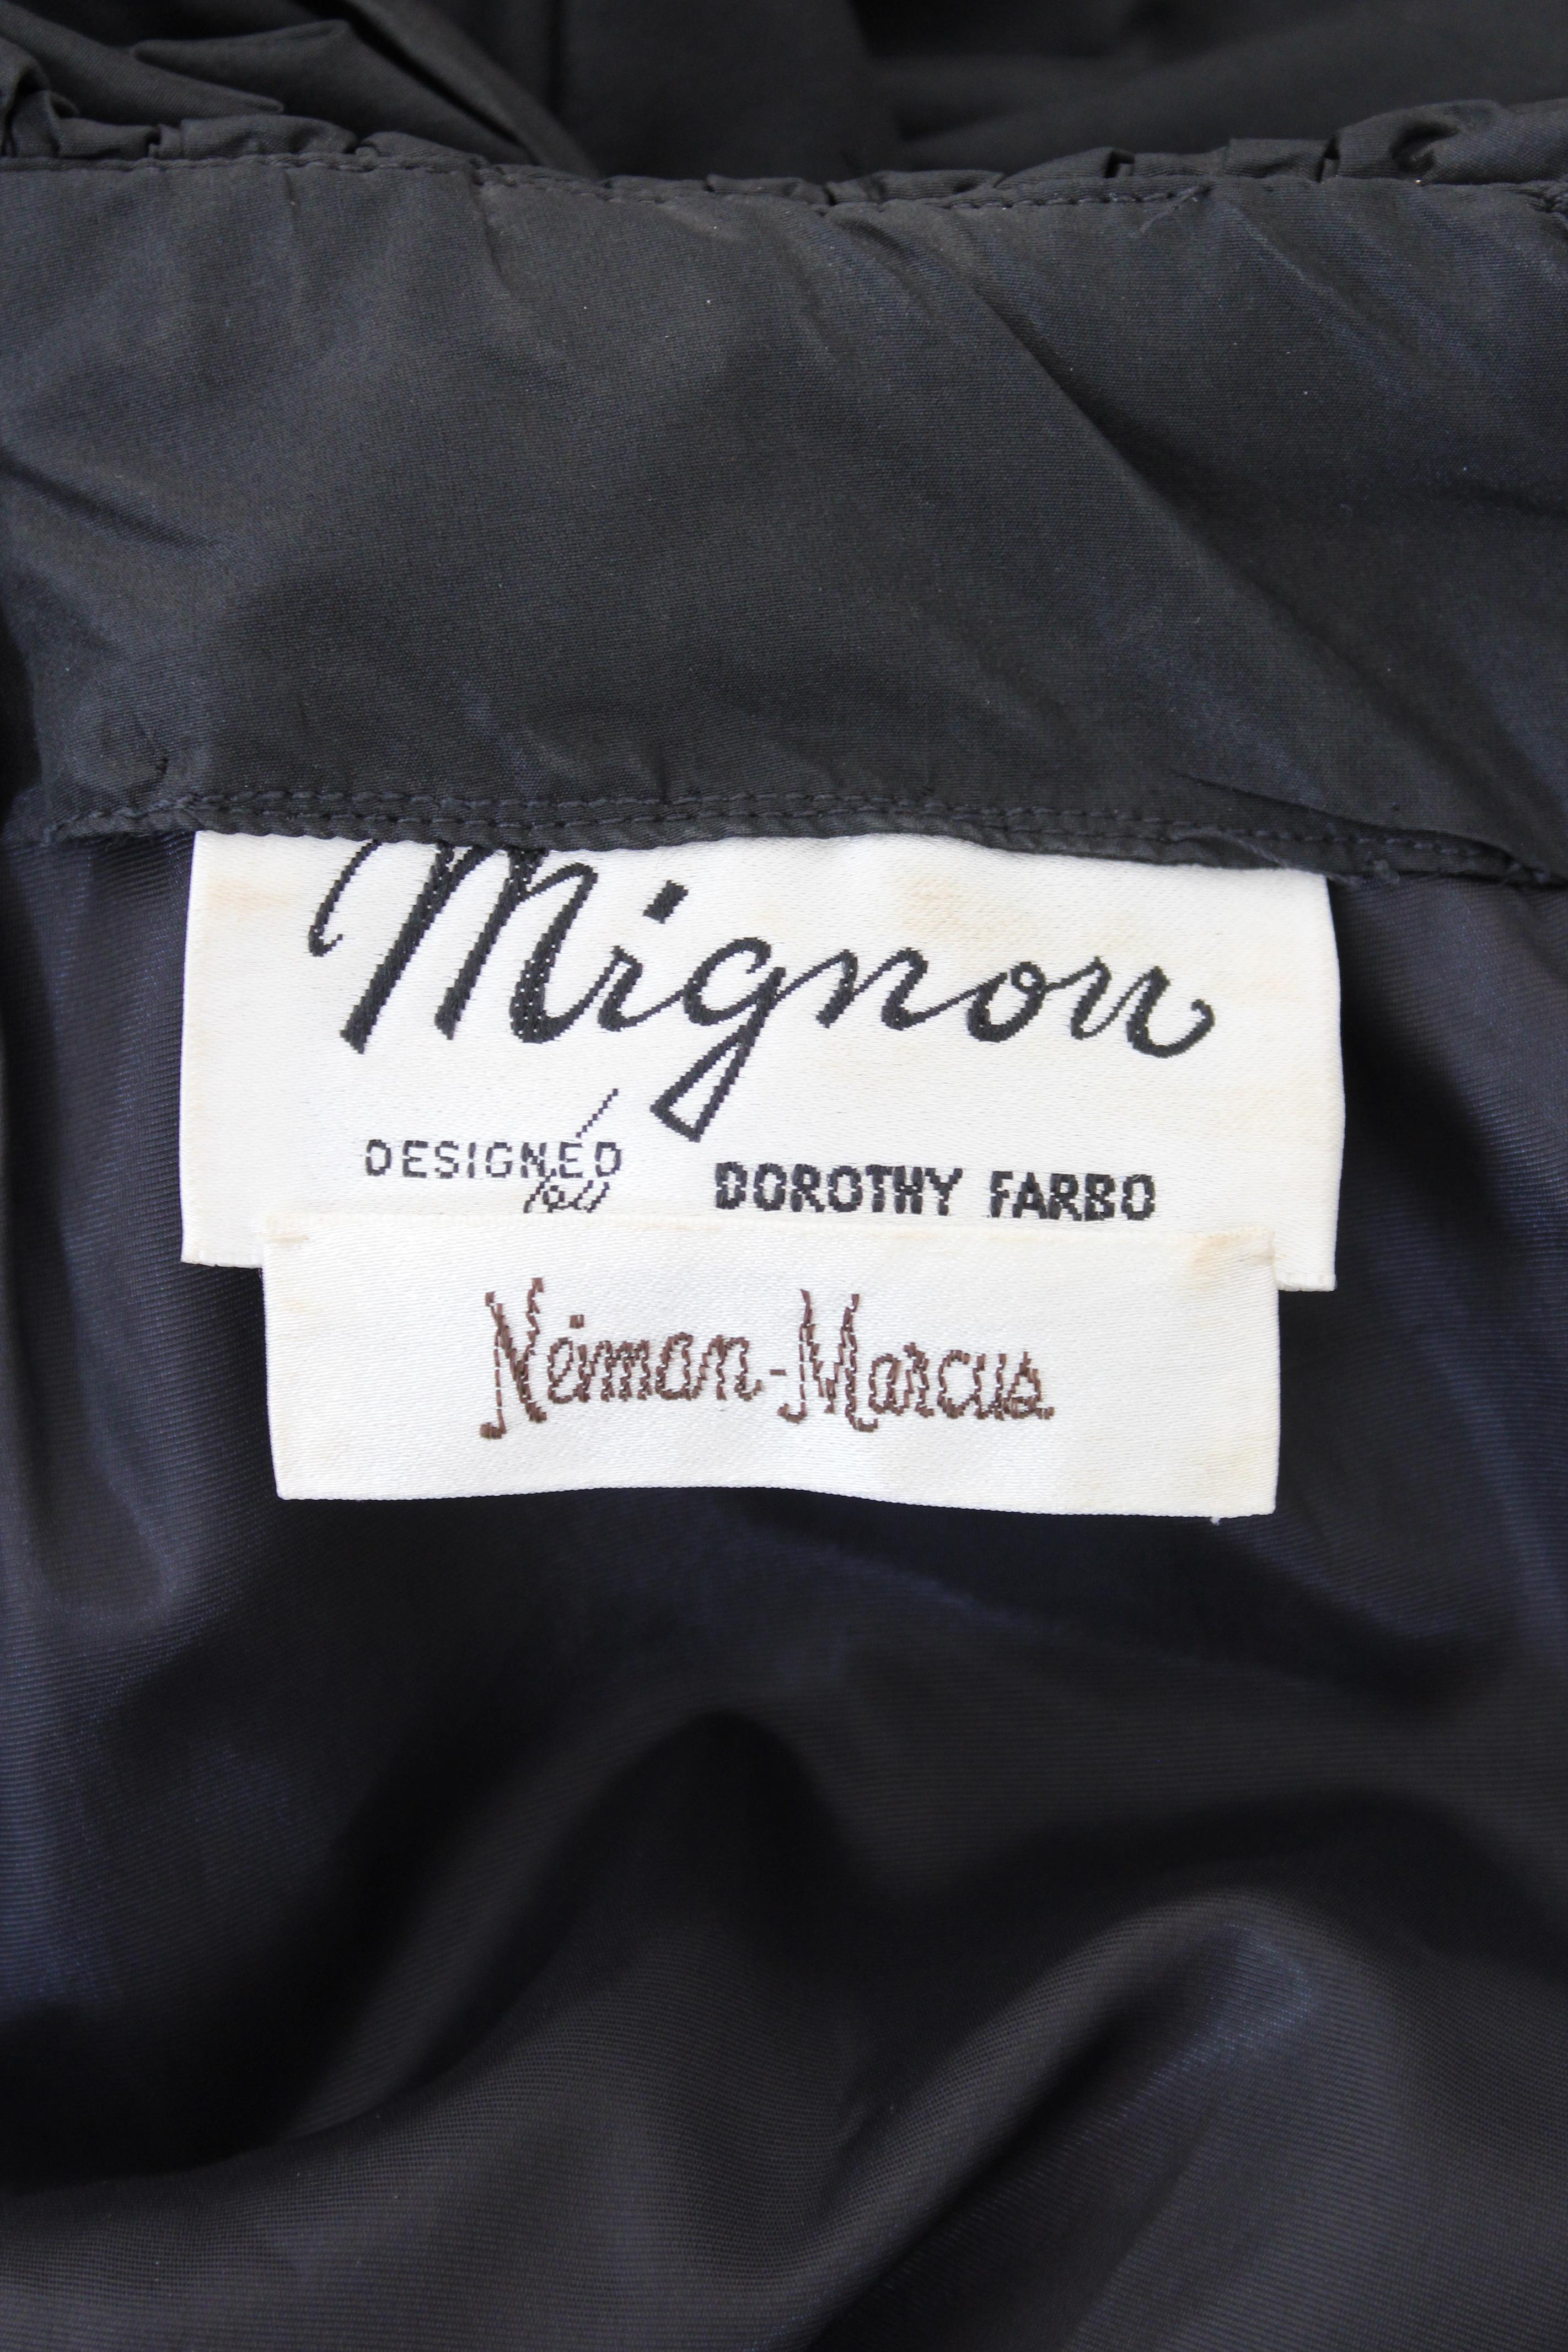 Mignon
DESIGNED by DOROTHY FARBO
Neiman-Marcus